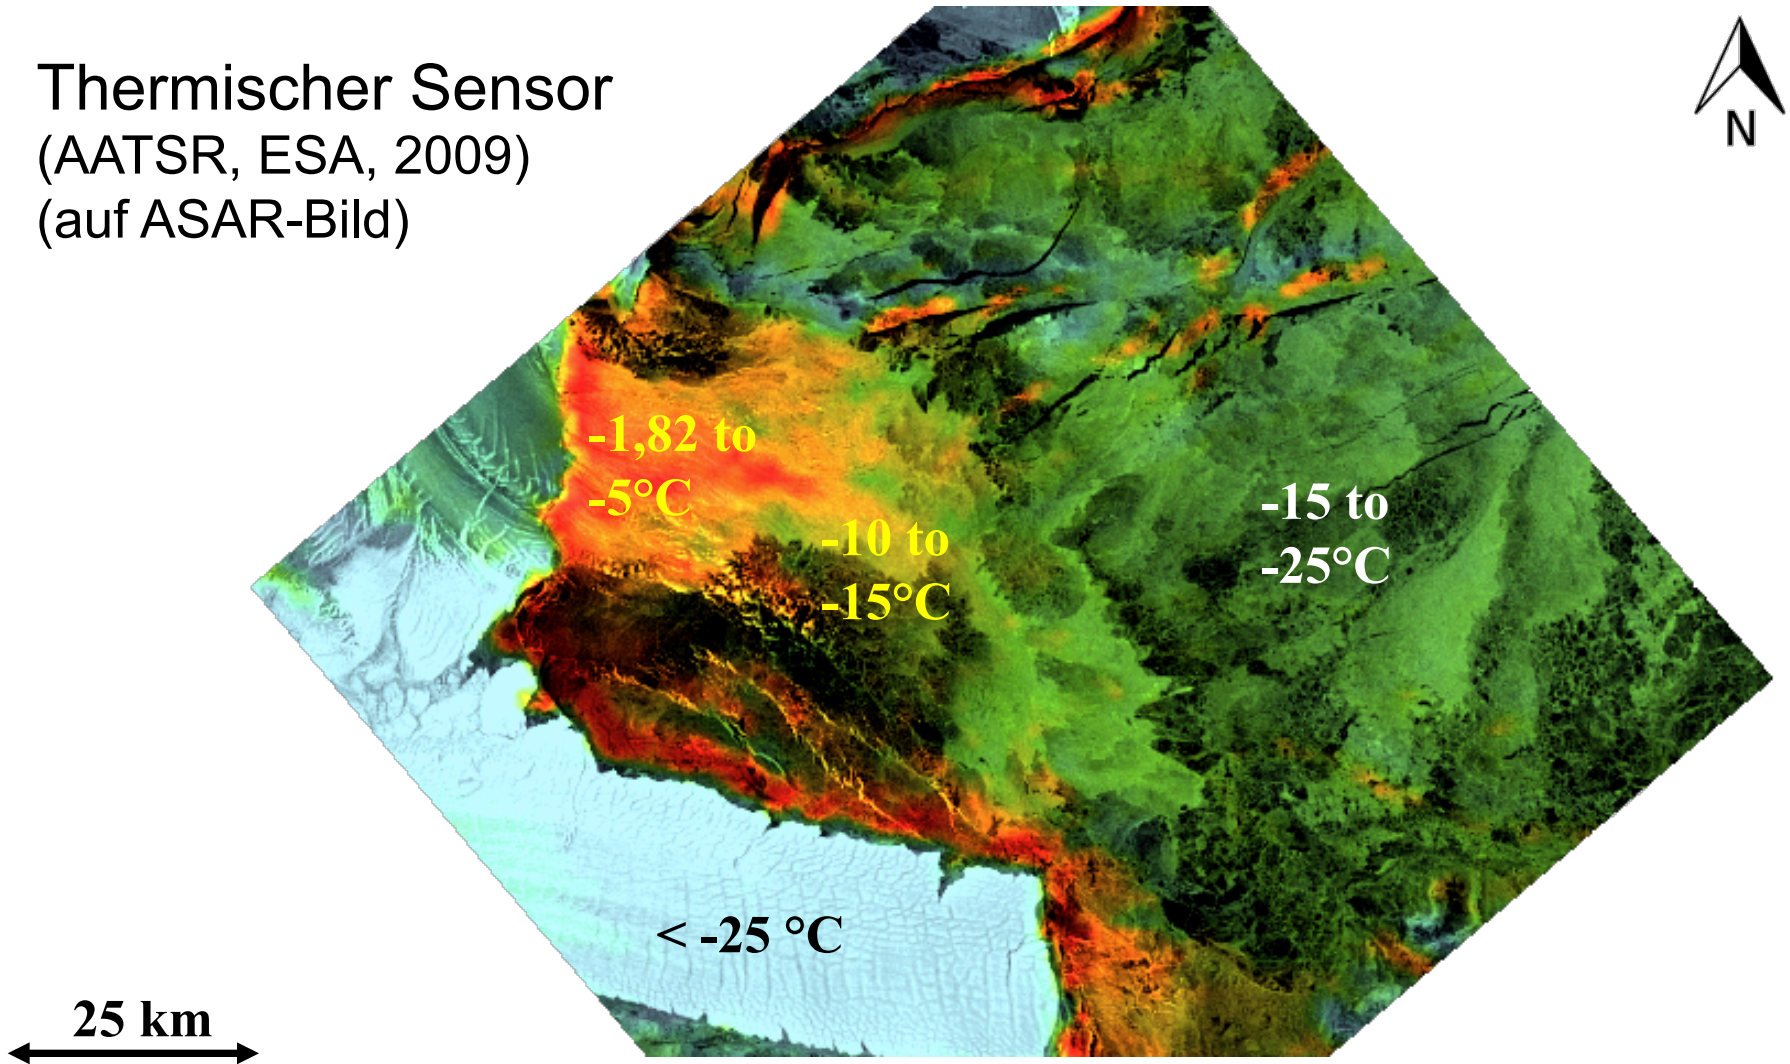 Thermischer Sensor
(AATSR, ESA, 2009)
(auf ASAR-Bild)
N
-1,82 to
-5°C
-10 to
-15°C
-15 to
-25°C
< -25 °C
25 km